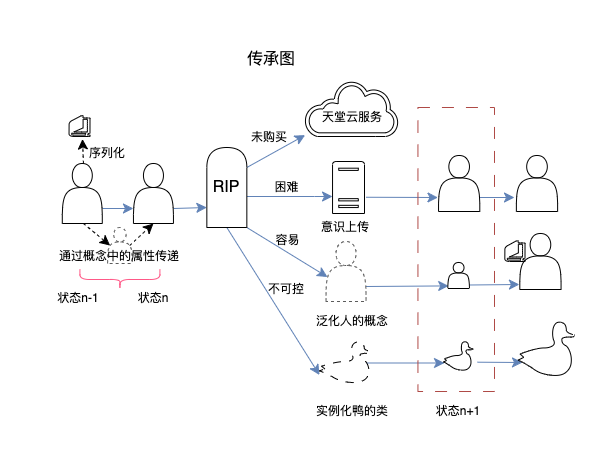 传承图
天堂云服务
未购买
序列化
RIP
困难
意识上传
容易
通过概念中的属性传递
不可控
状态n-1
状态n
泛化人的概念
实例化鸭的类
状态n+1